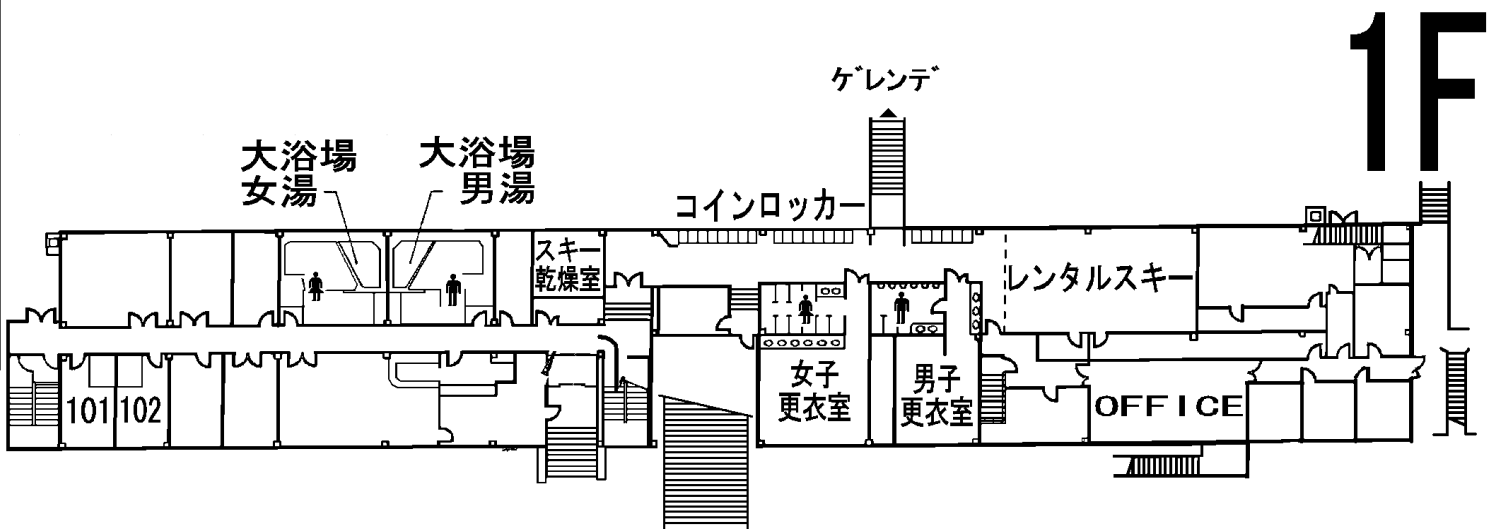 1F
ゲレンデ
大浴場
女湯
大浴場
男湯
コインロッカー
スキー
乾燥室
レンタルスキー
101
102
女子
更衣室
男子
更衣室
OFFICE